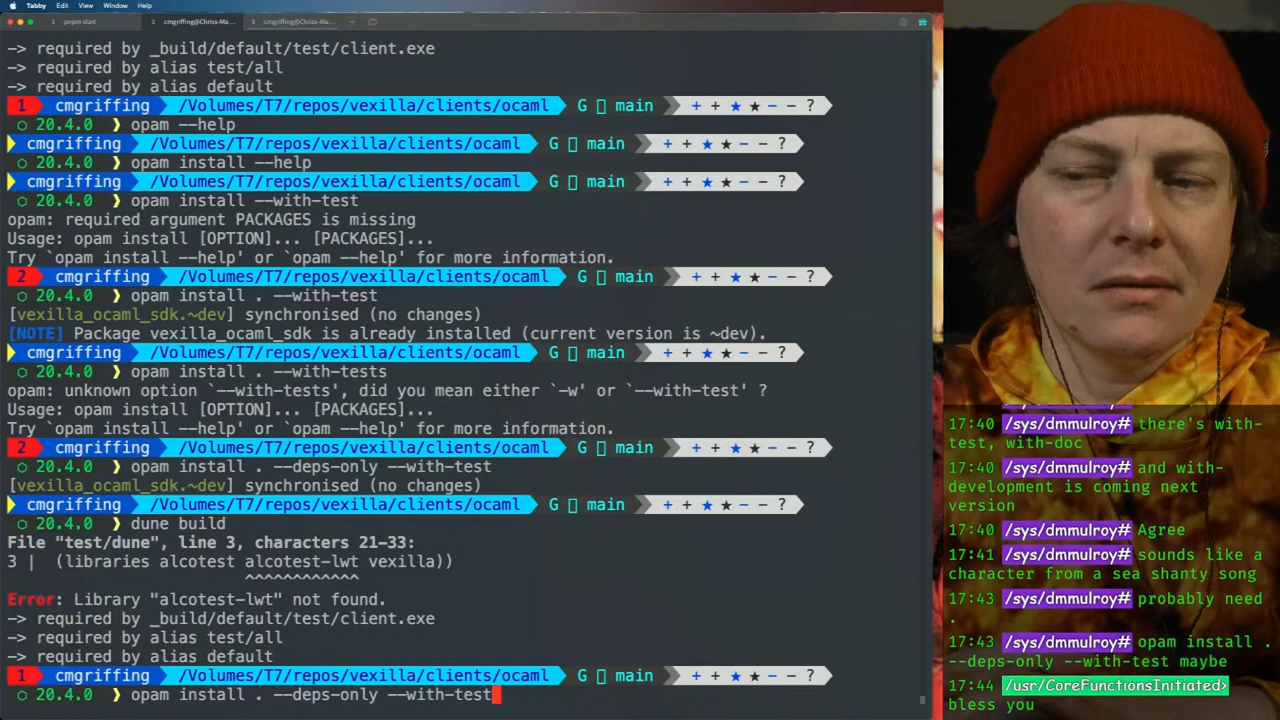 Tabby Edit View Window Help
1 pnpm start 2 cmgriffing@Chriss-Ma... 3 cmgriffing@Chriss-Ma... +
-> required by _build/default/test/client.exe
-> required by alias test/all
-> required by alias default
1 cmgriffing /Volumes/T7/repos/vexilla/clients/ocaml G main + + ★ ★ - - ?
20.4.0 ❱ opam --help
cmgriffing /Volumes/T7/repos/vexilla/clients/ocaml G main + + ★ ★ - - ?
20.4.0 ❱ opam install --help
cmgriffing /Volumes/T7/repos/vexilla/clients/ocaml G main + + ★ ★ - - ?
20.4.0 ❱ opam install --with-test
opam: required argument PACKAGES is missing
Usage: opam install [OPTION]... [PACKAGES]...
Try `opam install --help' or `opam --help' for more information.
2 cmgriffing /Volumes/T7/repos/vexilla/clients/ocaml G main + + ★ ★ - - ?
20.4.0 ❱ opam install . --with-test
[vexilla_ocaml_sdk.~dev] synchronised (no changes)
[NOTE] Package vexilla_ocaml_sdk is already installed (current version is ~dev).
cmgriffing /Volumes/T7/repos/vexilla/clients/ocaml G main + + ★ ★ - - ?
20.4.0 ❱ opam install . --with-tests
opam: unknown option `--with-tests', did you mean either `-w' or `--with-test' ?
Usage: opam install [OPTION]... [PACKAGES]...
Try `opam install --help' or `opam --help' for more information.
2 cmgriffing /Volumes/T7/repos/vexilla/clients/ocaml G main + + ★ ★ - - ?
20.4.0 ❱ opam install . --deps-only --with-test
[vexilla_ocaml_sdk.~dev] synchronised (no changes)
cmgriffing /Volumes/T7/repos/vexilla/clients/ocaml G main + + ★ ★ - - ?
20.4.0 ❱ dune build
File "test/dune", line 3, characters 21-33:
3 | (libraries alcotest alcotest-lwt vexilla))
^^^^^^^^^^^^
Error: Library "alcotest-lwt" not found.
-> required by _build/default/test/client.exe
-> required by alias test/all
-> required by alias default
1 cmgriffing /Volumes/T7/repos/vexilla/clients/ocaml G main + + ★ ★ - - ?
20.4.0 ❱ opam install . --deps-only --with-test
17:40 /sys/dmmulroy# there's with-
test, with-doc
17:40 /sys/dmmulroy# and with-
development is coming next
version
17:40 /sys/dmmulroy# Agree
17:41 /sys/dmmulroy# sounds like a
character from a sea shanty song
17:43 /sys/dmmulroy# probably need
.
17:43 /sys/dmmulroy# opam install .
--deps-only --with-test maybe
17:44 /usr/CoreFunctionsInitiated>
bless you